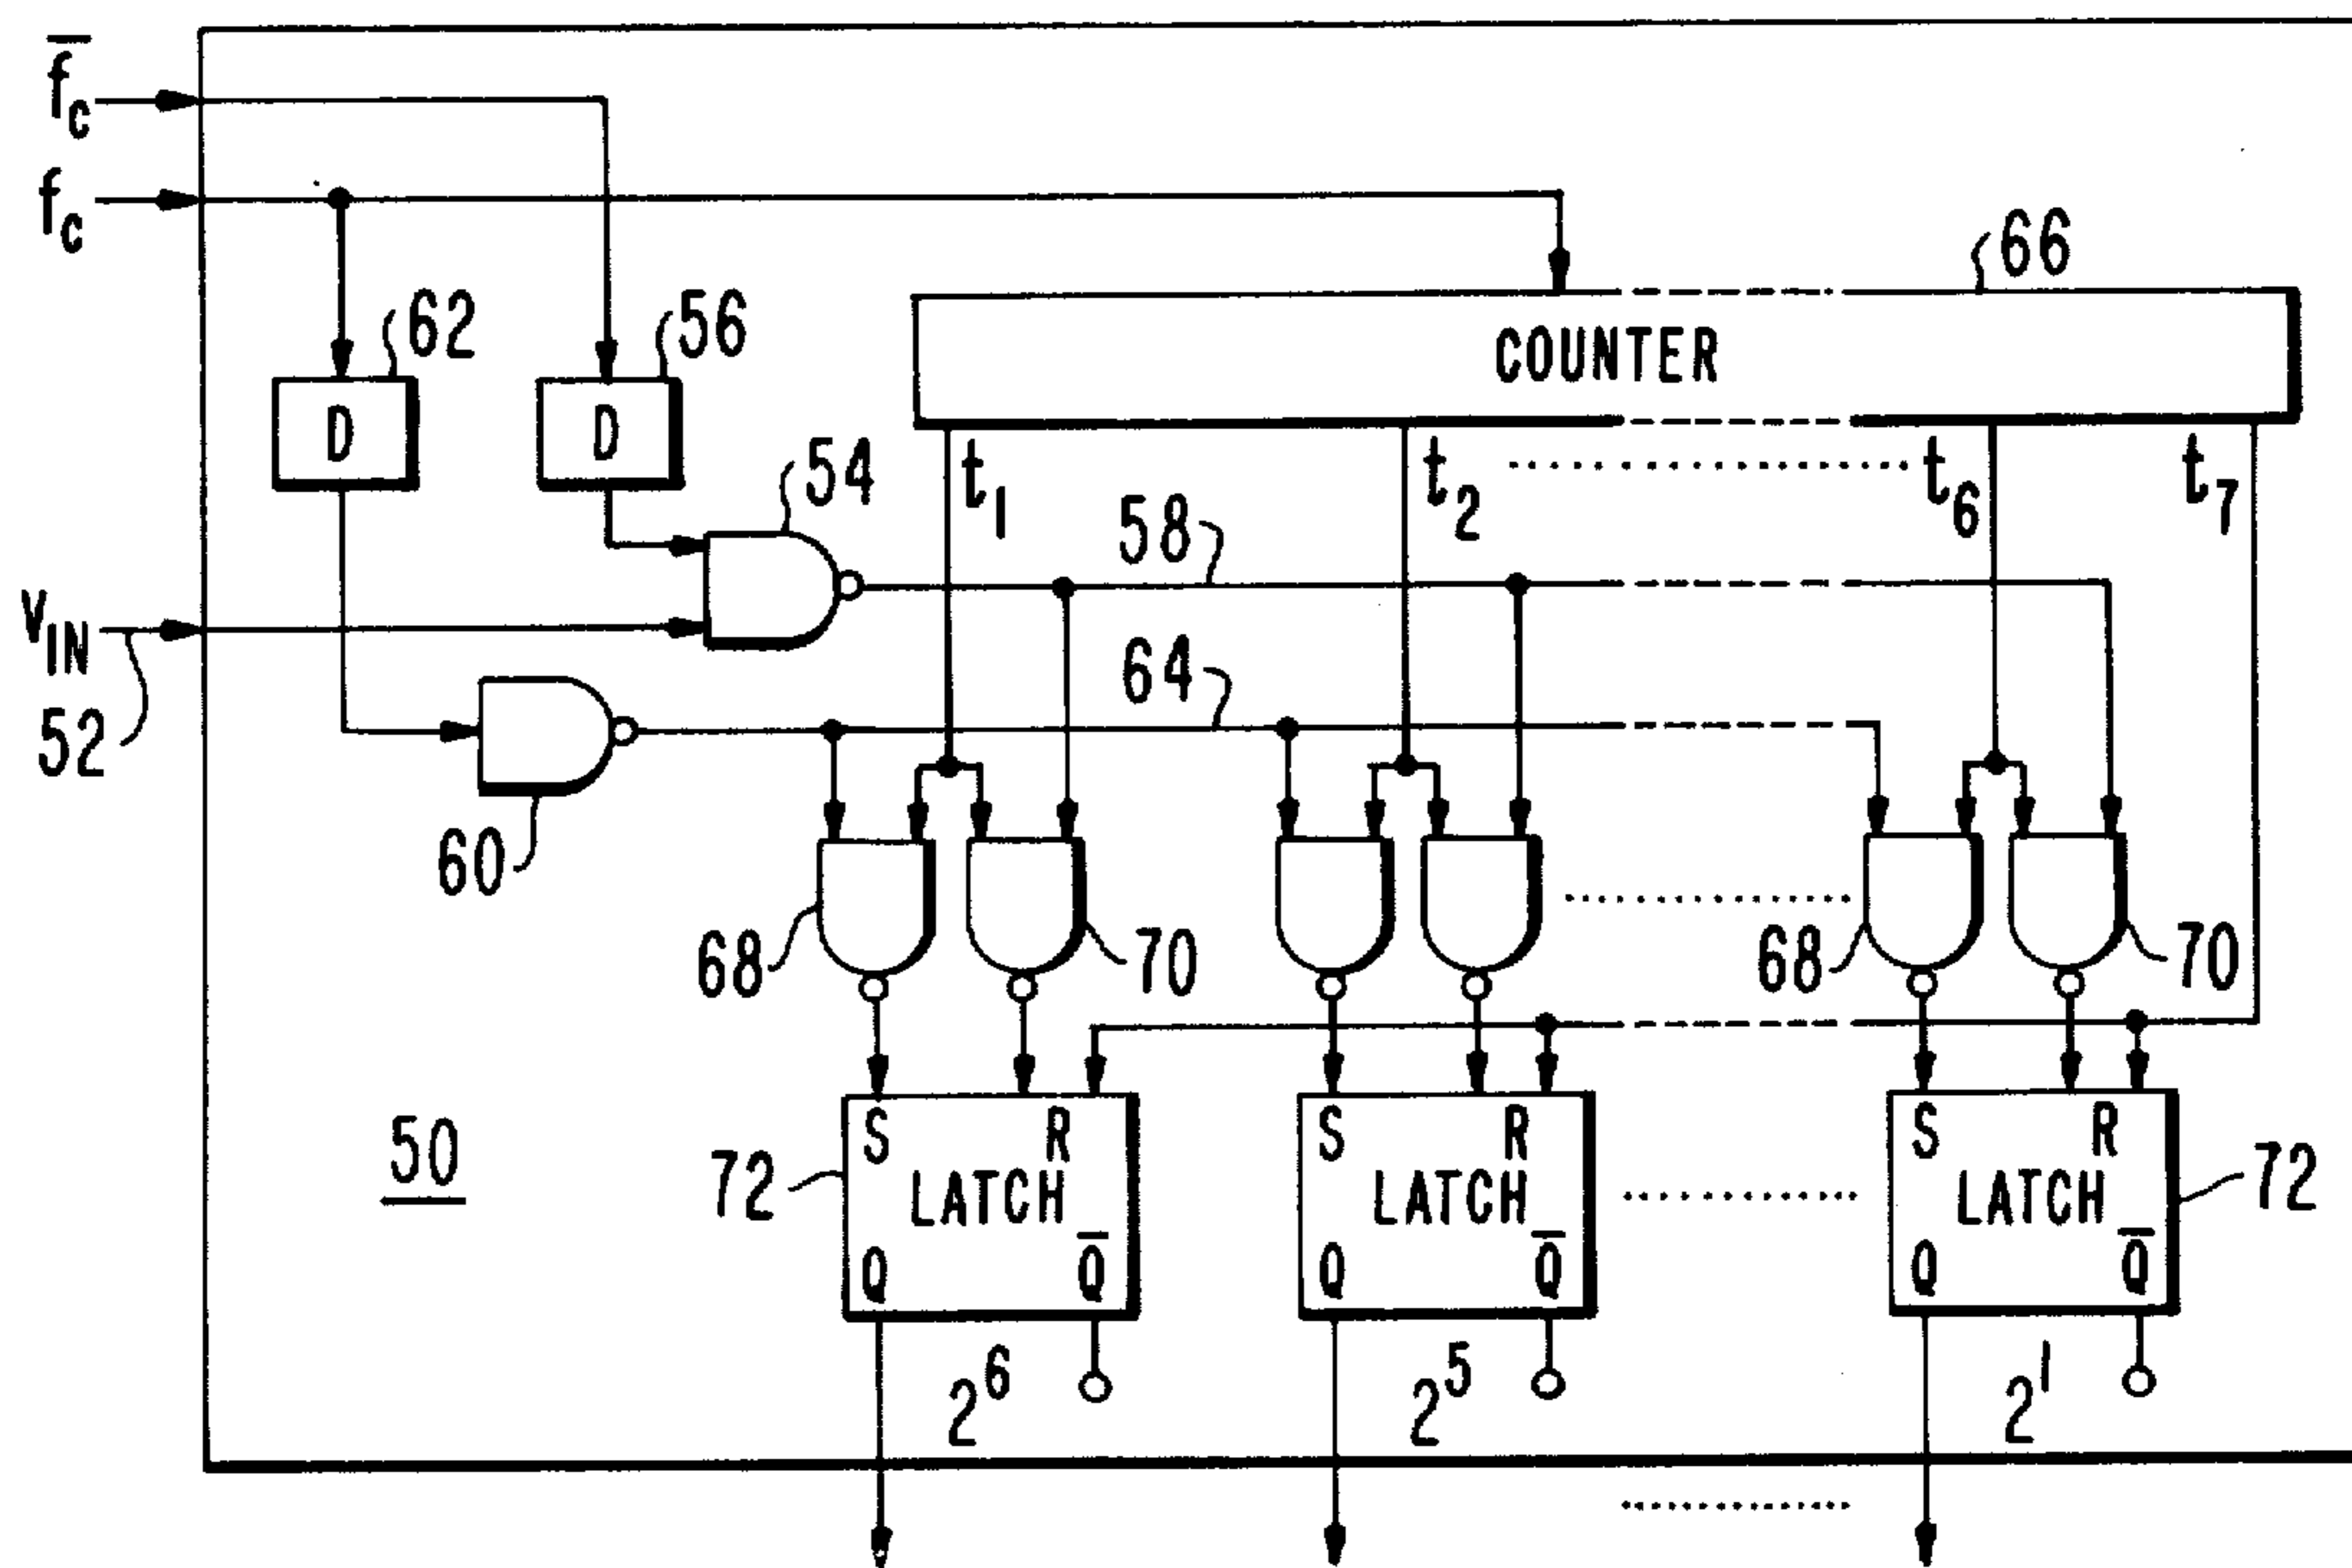 f̅c
fc
66
62
56
COUNTER
D
D
54
t1
t2
t6
t7
58
VIN
64
52
60
68
70
68
70
50
72
S R
LATCH
Q Q̅
S R
LATCH
Q Q̅
S R
LATCH
Q Q̅
72
2^6
2^5
2^1